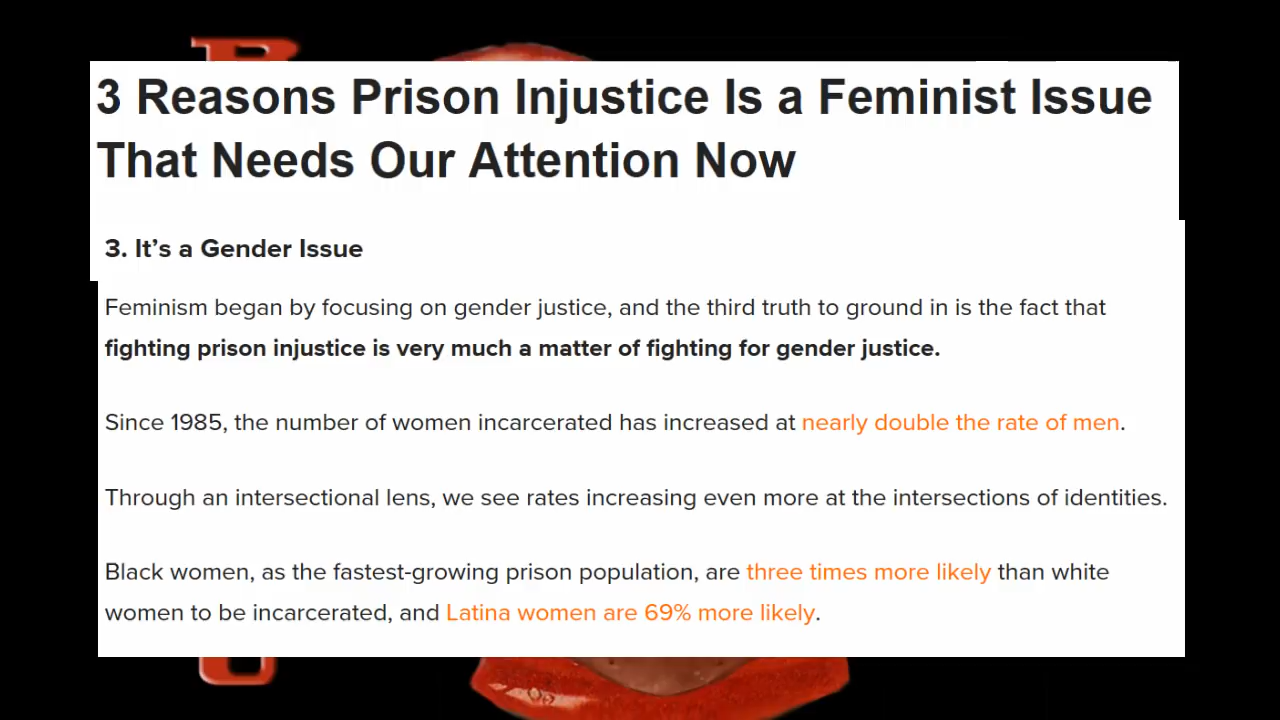 3 Reasons Prison Injustice Is a Feminist Issue
That Needs Our Attention Now
3. It’s a Gender Issue
Feminism began by focusing on gender justice, and the third truth to ground in is the fact that
fighting prison injustice is very much a matter of fighting for gender justice.
Since 1985, the number of women incarcerated has increased at nearly double the rate of men.
Through an intersectional lens, we see rates increasing even more at the intersections of identities.
Black women, as the fastest-growing prison population, are three times more likely than white
women to be incarcerated, and Latina women are 69% more likely.